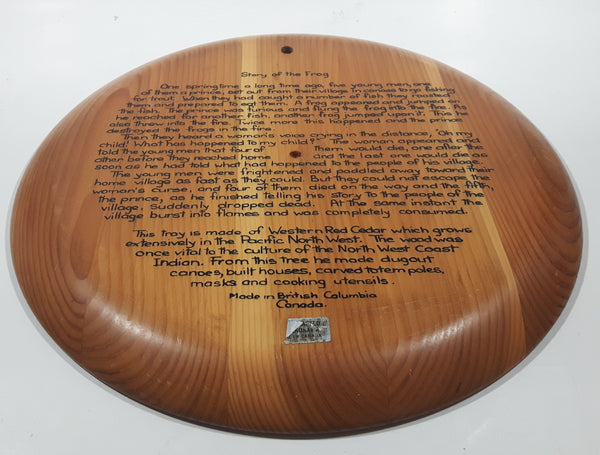 Story of the Frog
One springtime a long time ago, five young men, one
of them a prince, set out from their village in canoes to go fishing
for trout. When they had caught a number of fish they roasted
them and prepared to eat them. A frog appeared and jumped on
the fish. The prince was furious and flung the frog into the fire. As
he reached for another fish, another frog jumped upon it. This he
also threw into the fire. Twice more this happened and the prince
destroyed the frogs in the fire.
Then they heard a woman's voice crying in the distance, "Oh my
child! What has happened to my child?" The woman appeared and
told the young men that four of them would die, one after the
other before they reached home and the last one would die as
soon as he had told what had happened to the people of his village.
The young men were frightened and paddled away toward their
home village as fast as they could. But they could not escape the
woman's curse, and four of them died on the way and the fifth,
the prince, as he finished telling his story to the people of the
village, Suddenly dropped dead. At the same instant the
village burst into flames and was completely consumed.
This tray is made of Western Red Cedar which grows
extensively in the Pacific North West. The wood was
once vital to the culture of the North West Coast
Indian. From this tree he made dugout
canoes, built houses, carved totem poles,
masks and cooking utensils.
Made in British Columbia
Canada.